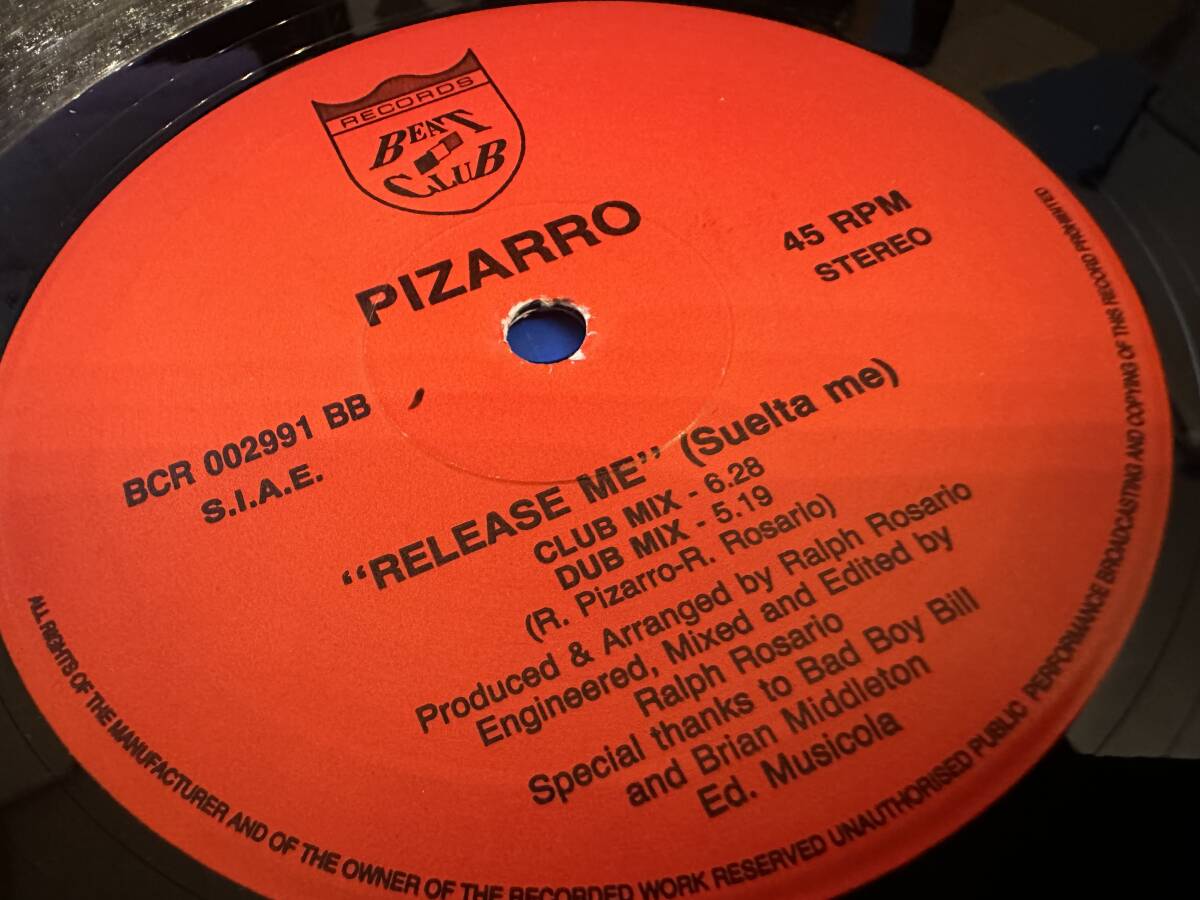 RECORDS
BEAT
CLUB
PIZARRO
45 RPM
STEREO
BCR 002991 BB
S.I.A.E.
“RELEASE ME” (Suelta me)
CLUB MIX - 6.28
DUB MIX - 5.19
(R. Pizarro-R. Rosario)
Produced & Arranged by Ralph Rosario
Engineered, Mixed and Edited by
Ralph Rosario
Special thanks to Bad Boy Bill
and Brian Middleton
Ed. Musicola
ALL RIGHTS OF THE MANUFACTURER AND OF THE OWNER OF THE RECORDED WORK RESERVED UNAUTHORISED PUBLIC PERFORMANCE BROADCASTING AND COPYING OF THIS RECORD PROHIBITED